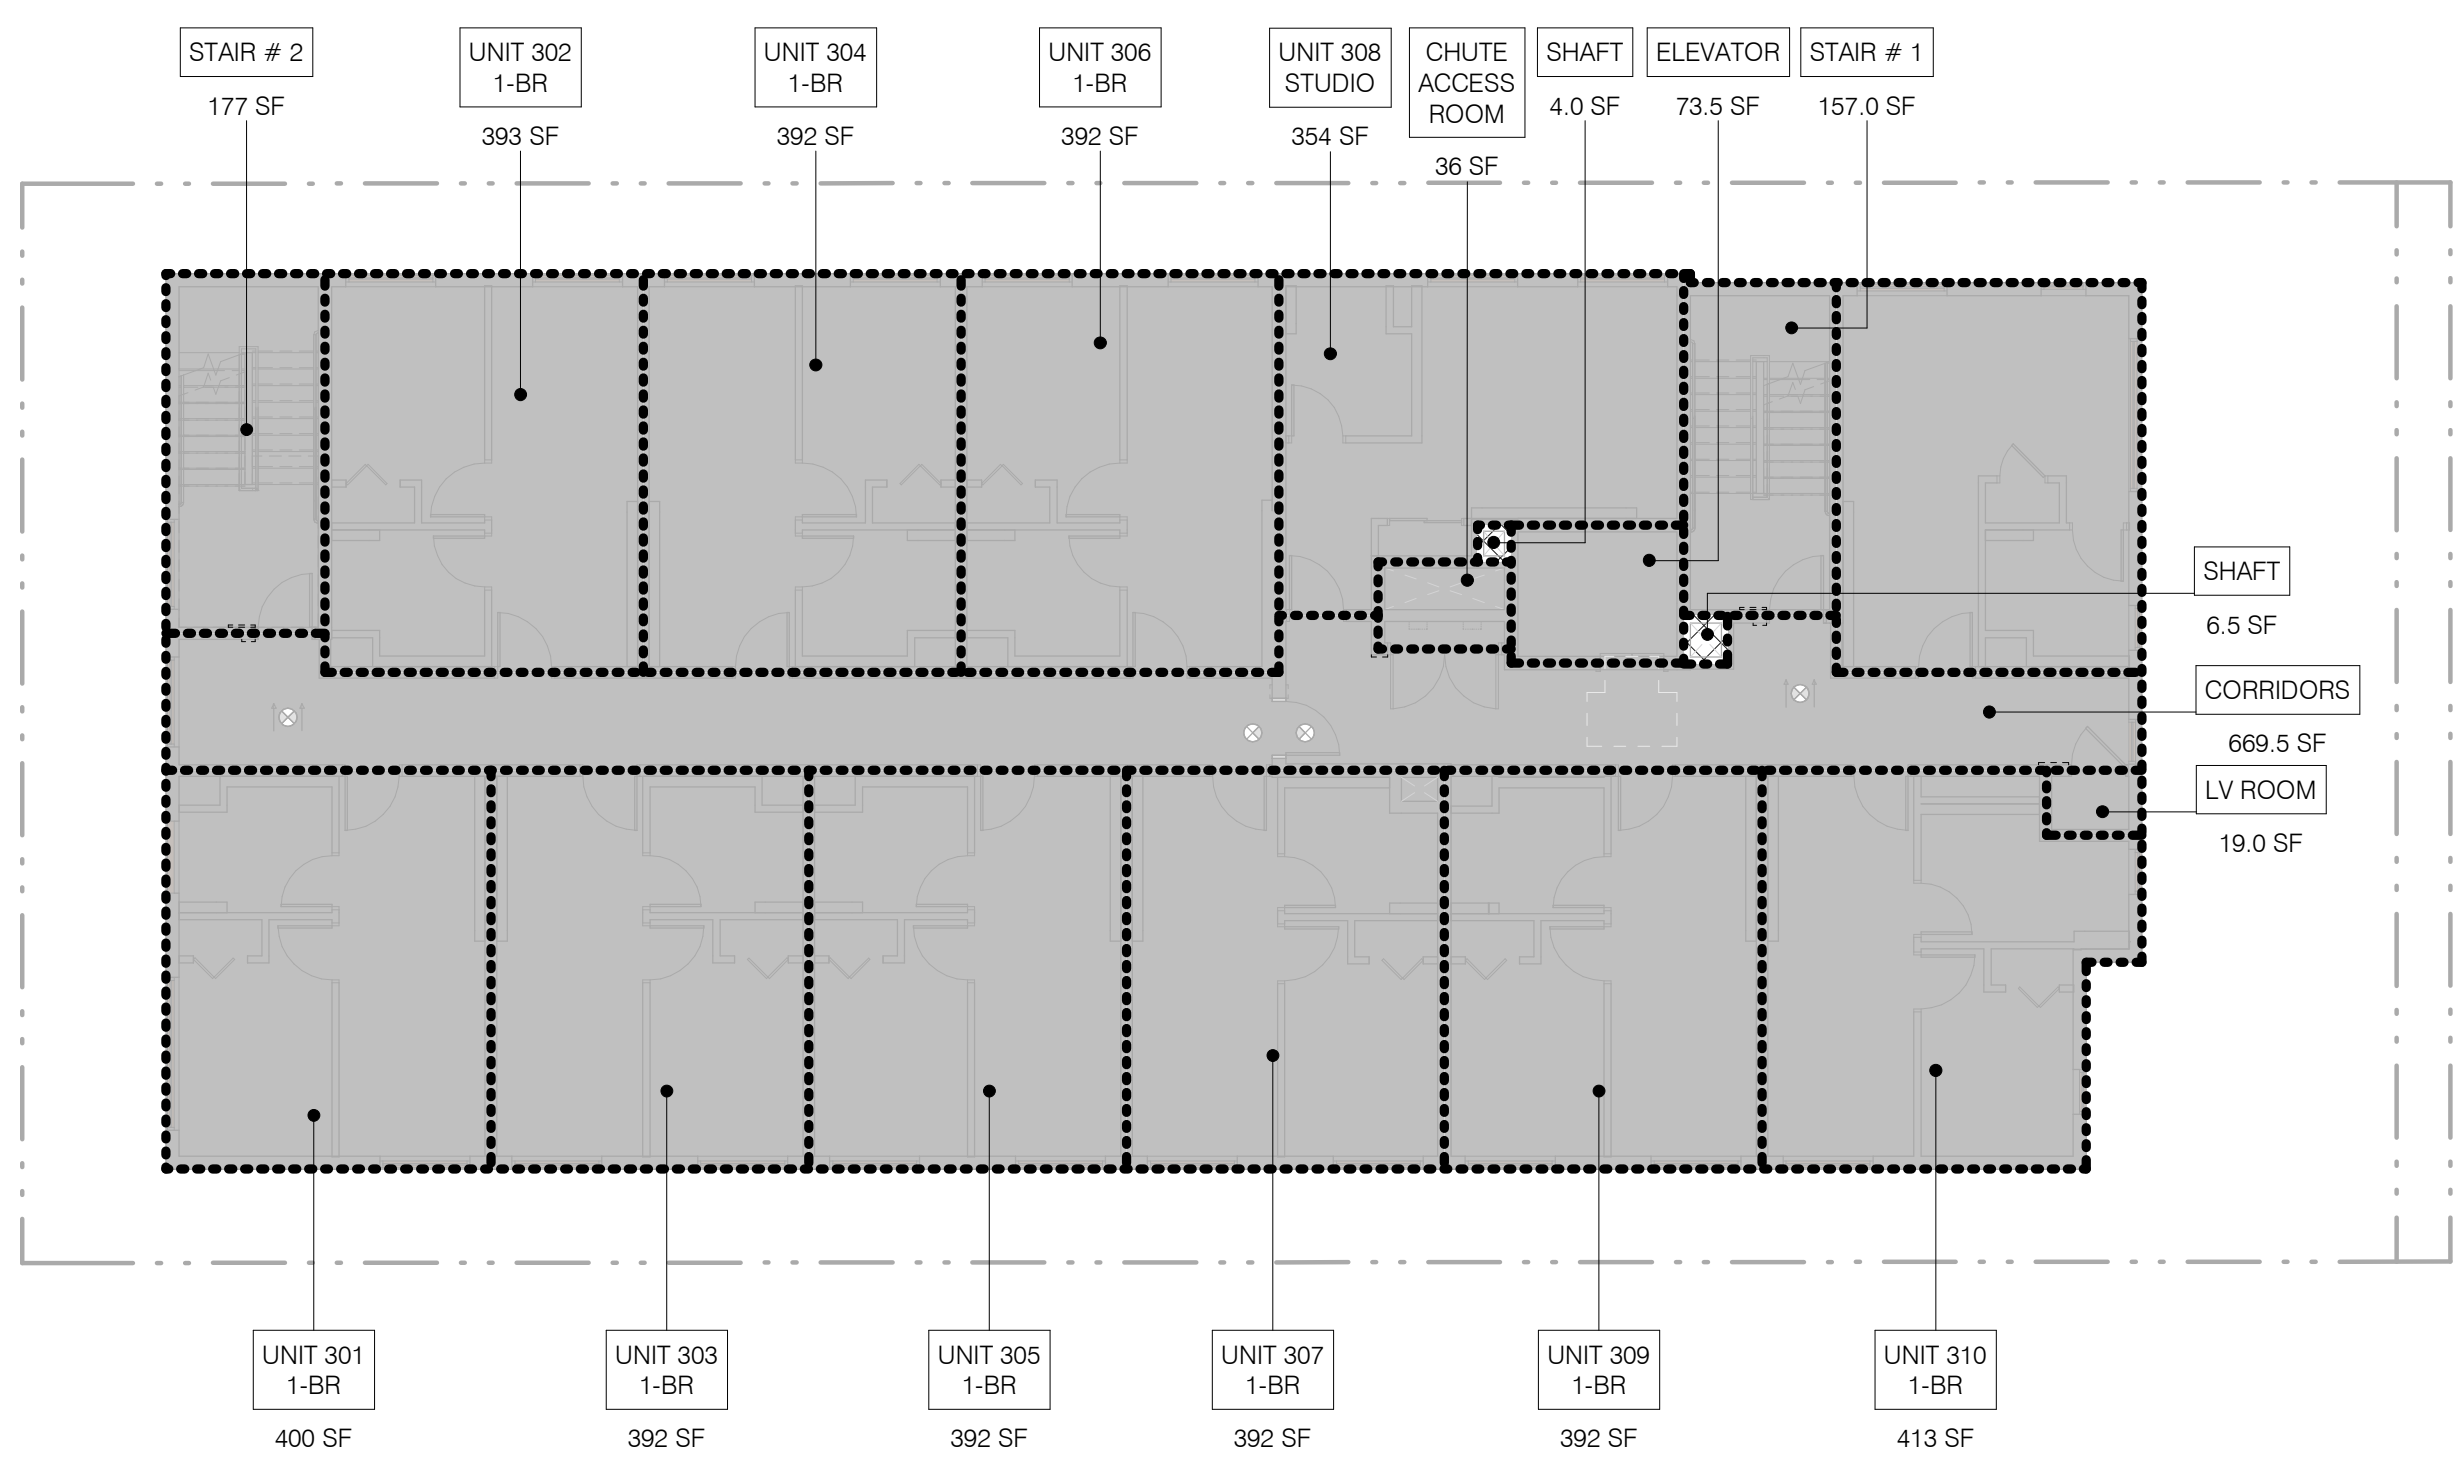 STAIR # 2
177 SF
UNIT 302
1-BR
393 SF
UNIT 304
1-BR
392 SF
UNIT 306
1-BR
392 SF
UNIT 308
STUDIO
354 SF
CHUTE
ACCESS
ROOM
36 SF
SHAFT
4.0 SF
ELEVATOR
73.5 SF
STAIR # 1
157.0 SF
SHAFT
6.5 SF
CORRIDORS
669.5 SF
LV ROOM
19.0 SF
UNIT 301
1-BR
400 SF
UNIT 303
1-BR
392 SF
UNIT 305
1-BR
392 SF
UNIT 307
1-BR
392 SF
UNIT 309
1-BR
392 SF
UNIT 310
1-BR
413 SF